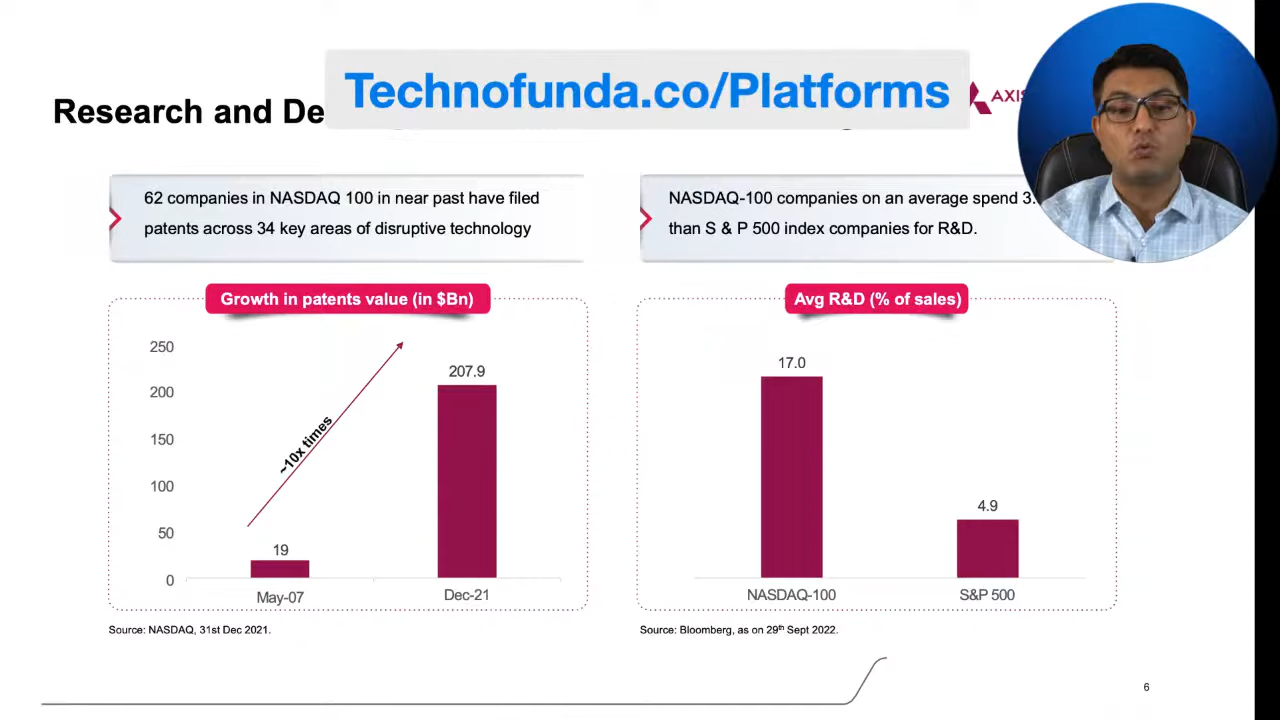 Technofunda.co/Platforms
Research and De
AXIS
62 companies in NASDAQ 100 in near past have filed
patents across 34 key areas of disruptive technology
NASDAQ-100 companies on an average spend 3.
than S & P 500 index companies for R&D.
Growth in patents value (in $Bn)
250
200
150
100
50
0
19
207.9
~10x times
May-07
Dec-21
Source: NASDAQ, 31st Dec 2021.
Avg R&D (% of sales)
17.0
4.9
NASDAQ-100
S&P 500
Source: Bloomberg, as on 29th Sept 2022.
6